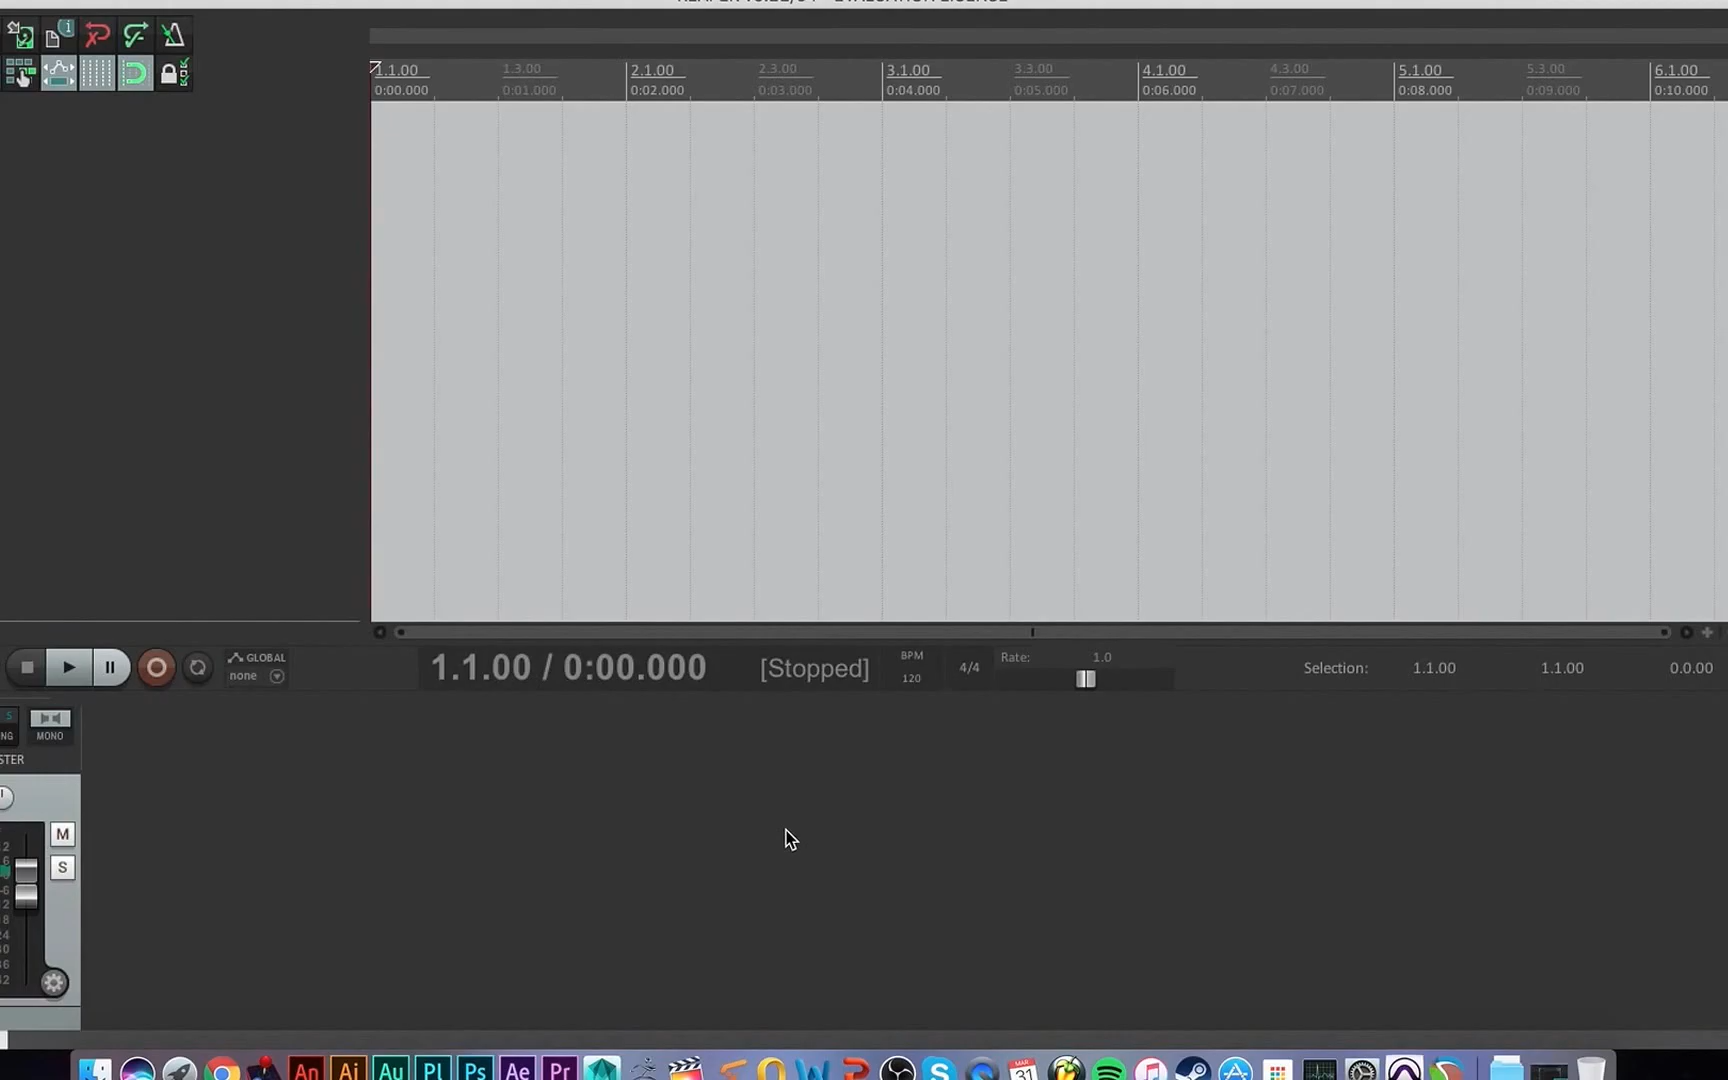 1.1.00 1.3.00 2.1.00 2.3.00 3.1.00 3.3.00 4.1.00 4.3.00 5.1.00 5.3.00 6.1.00
0:00.000 0:01.000 0:02.000 0:03.000 0:04.000 0:05.000 0:06.000 0:07.000 0:08.000 0:09.000 0:10.000
GLOBAL
none
1.1.00 / 0:00.000 [Stopped]
BPM
120
4/4
Rate: 1.0
Selection: 1.1.00 1.1.00 0.0.00
S
NG
MONO
STER
M
S
An Ai Au Pl Ps Ae Pr
MAR
31